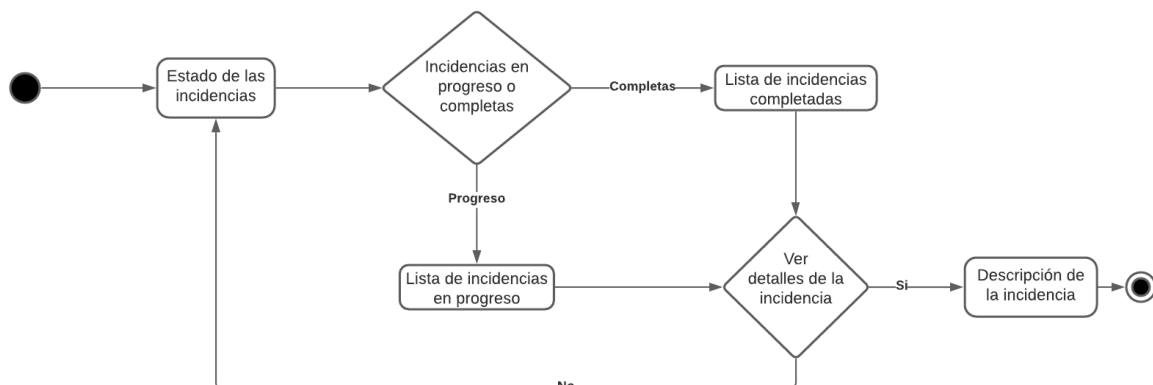 Estado de las
incidencias
Incidencias en
progreso o
completas
Completas
Lista de incidencias
completadas
Progreso
Lista de incidencias
en progreso
Ver
detalles de la
incidencia
Si
Descripción de
la incidencia
No